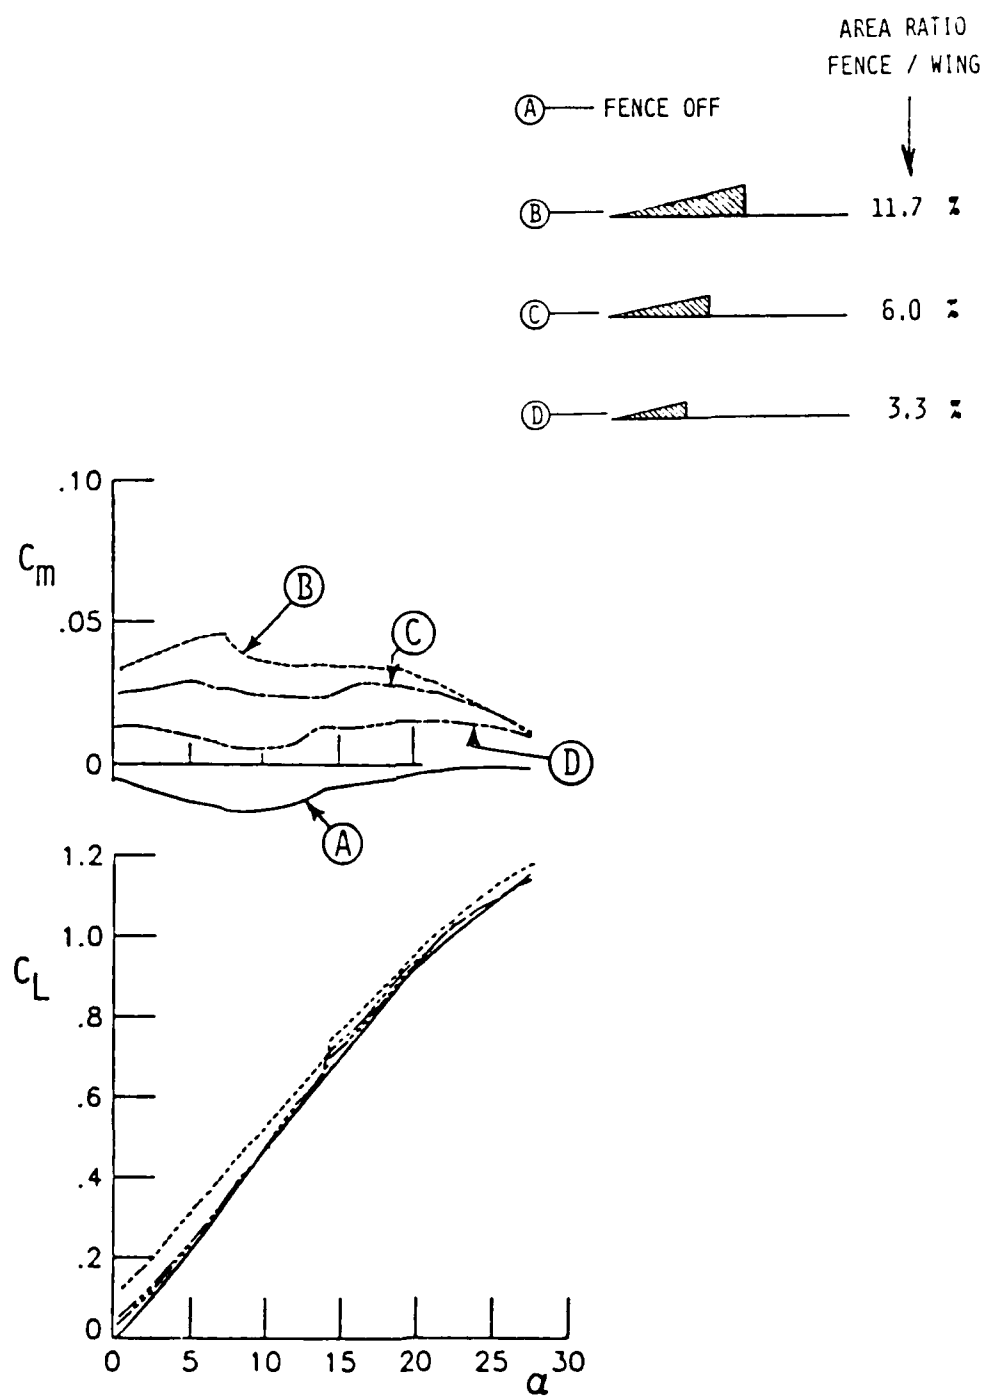 AREA RATIO
FENCE / WING
A FENCE OFF
B 11.7 %
C 6.0 %
D 3.3 %
.10
Cm
B
.05
C
0
D
A
1.2
1.0
CL
.8
.6
.4
.2
0
0 5 10 15 20 25 30
α